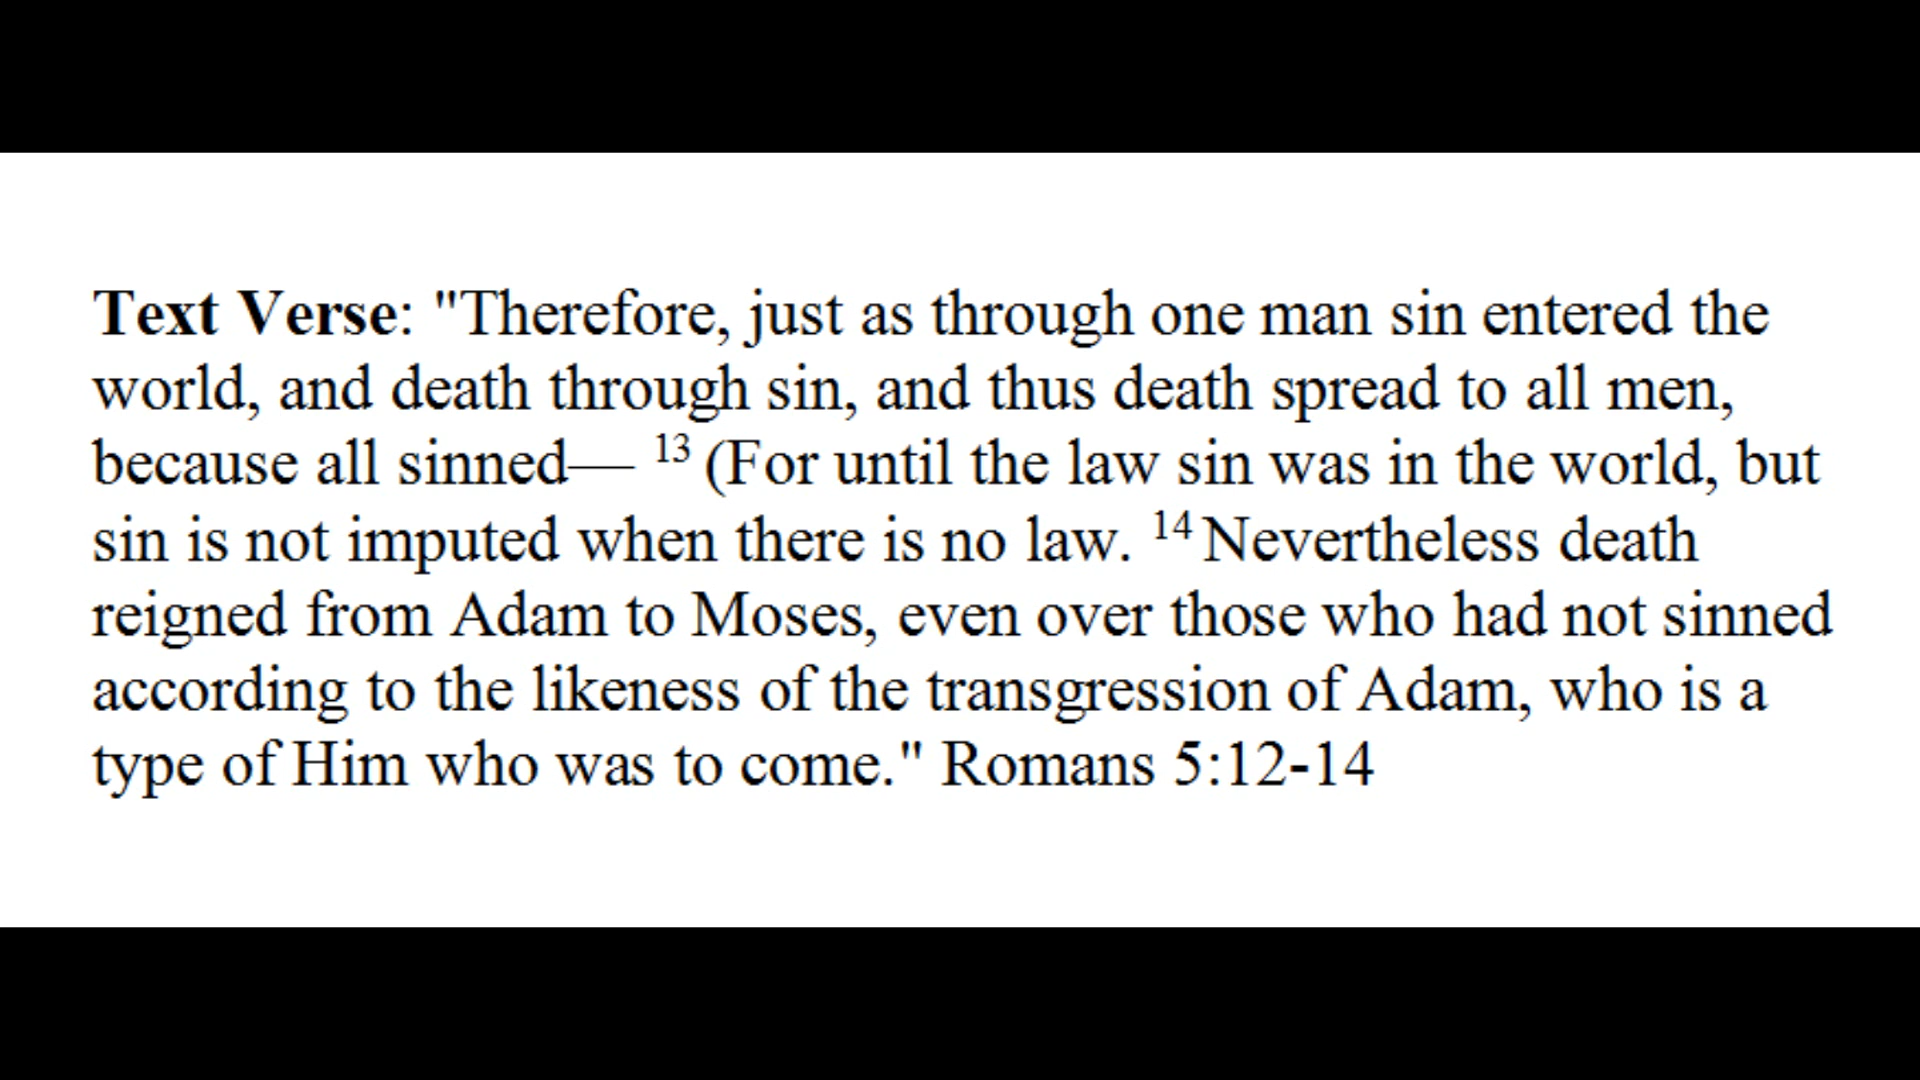 Text Verse: "Therefore, just as through one man sin entered the
world, and death through sin, and thus death spread to all men,
because all sinned— 13 (For until the law sin was in the world, but
sin is not imputed when there is no law. 14 Nevertheless death
reigned from Adam to Moses, even over those who had not sinned
according to the likeness of the transgression of Adam, who is a
type of Him who was to come." Romans 5:12-14